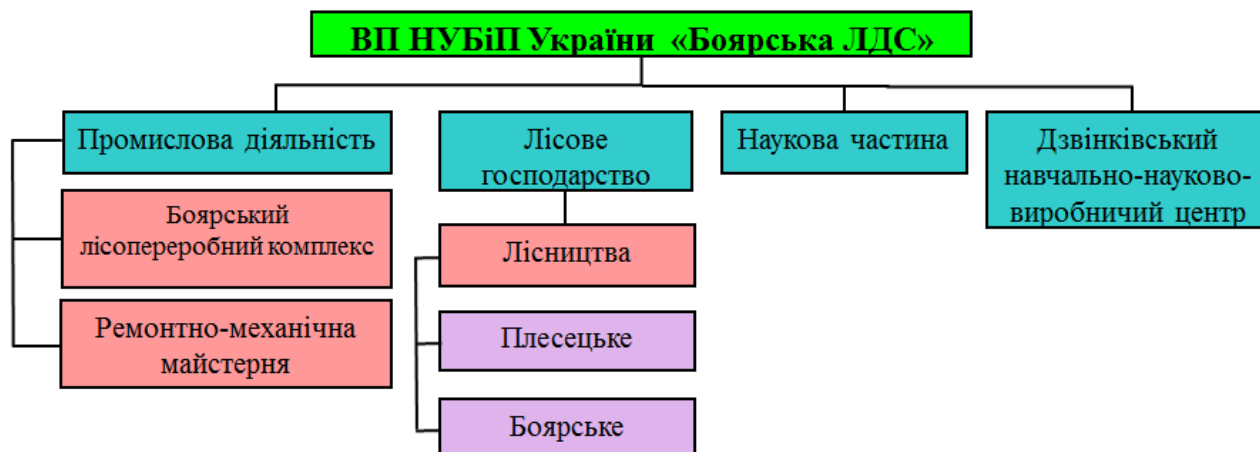 ВП НУБіП України «Боярська ЛДС»
Промислова діяльність
Боярський
лісопереробний комплекс
Ремонтно-механічна
майстерня
Лісове
господарство
Лісництва
Плесецьке
Боярське
Наукова частина
Дзвінківський
навчально-науково-
виробничий центр